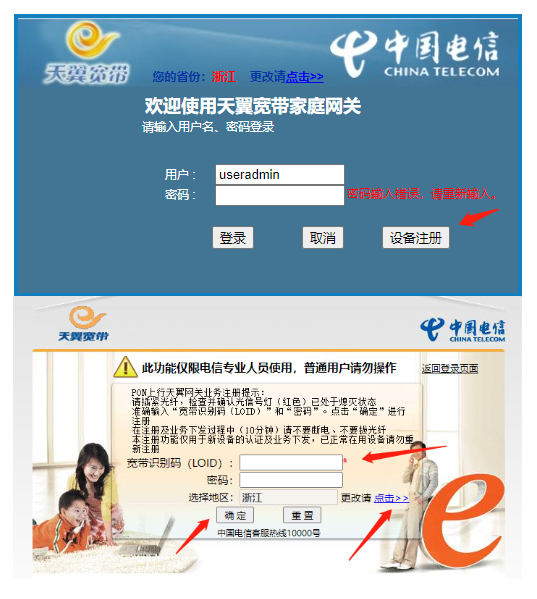 天翼宽带
中国电信
CHINA TELECOM
您的省份: 浙江 更改请点击>>
欢迎使用天翼宽带家庭网关
请输入用户名、密码登录
用户: useradmin
密码: 密码输入错误，请重新输入。
登录 取消 设备注册
天翼宽带
中国电信
CHINA TELECOM
此功能仅限电信专业人员使用，普通用户请勿操作 返回登录页面
PON上行天翼网关业务注册提示:
请插紧光纤，检查并确认光信号灯（红色）已处于熄灭状态
准确输入“宽带识别码（LOID）”和“密码”。点击“确定”进行
注册
在注册及业务下发过程中（10分钟）请不要断电、不要拔光纤
本注册功能仅用于新设备的认证及业务下发，已正常在用设备请勿重
新注册
宽带识别码（LOID）: *
密码:
选择地区: 浙江 更改请 点击>>
确 定 重 置
中国电信客服热线10000号
e